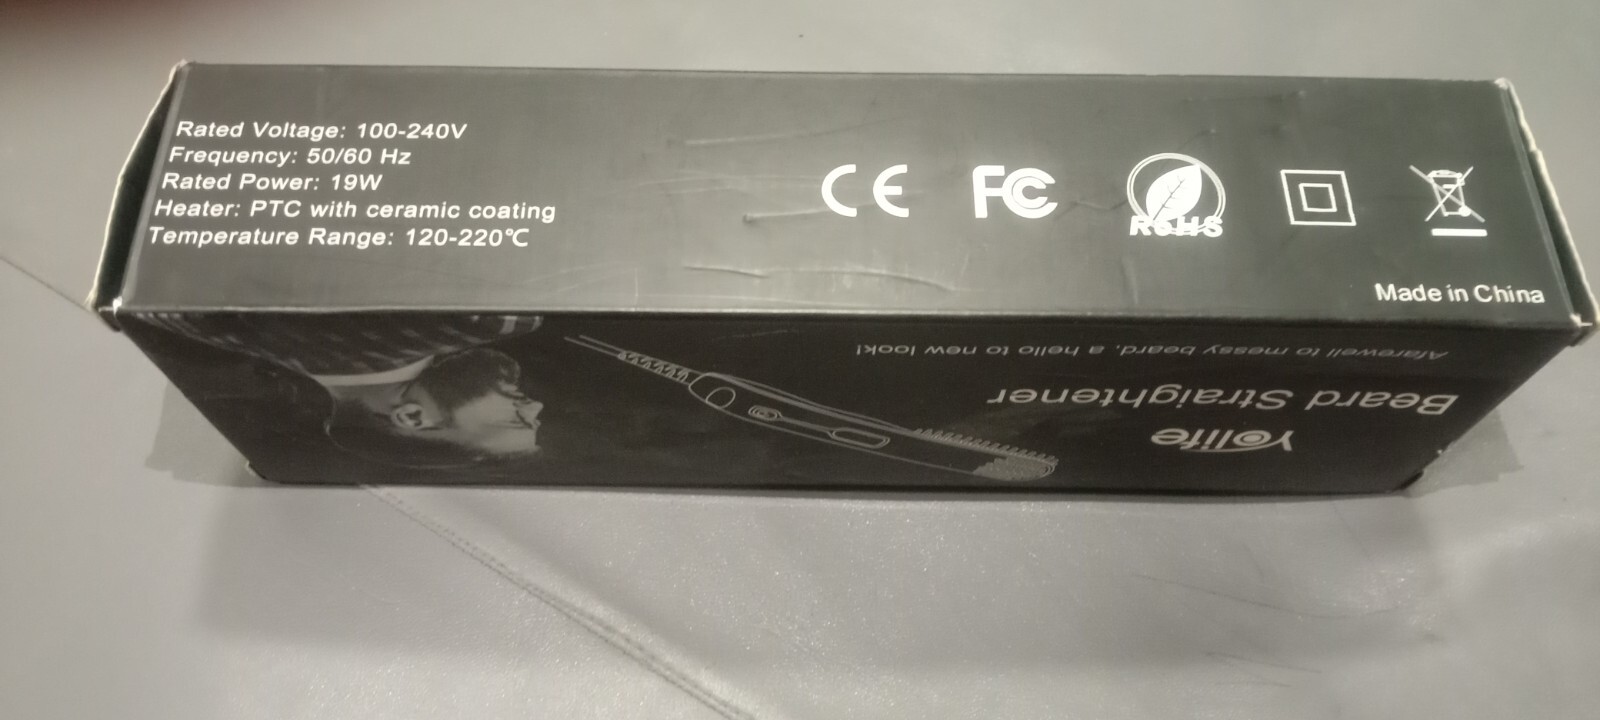 Rated Voltage: 100-240V
Frequency: 50/60 Hz
Rated Power: 19W
Heater: PTC with ceramic coating
Temperature Range: 120-220℃
CE
FC
RoHS
Made in China
Yolife
Beard Straightener
Afarewell to messy beard, a hello to new look!